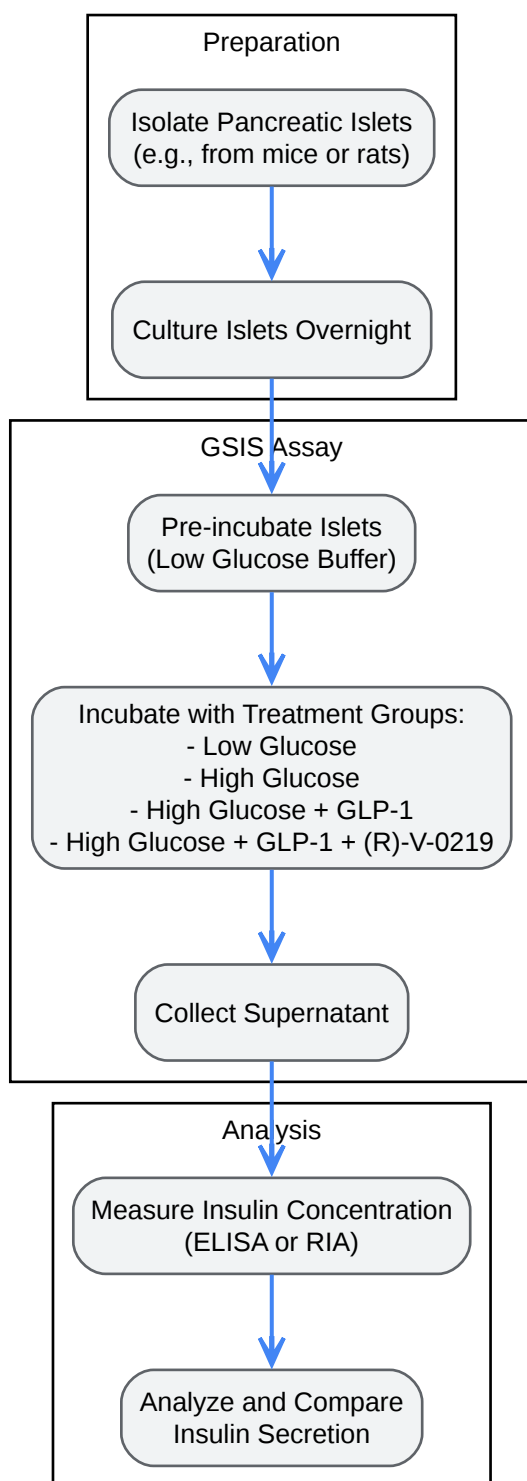 Preparation
Isolate Pancreatic Islets
(e.g., from mice or rats)
Culture Islets Overnight
GSIS Assay
Pre-incubate Islets
(Low Glucose Buffer)
Incubate with Treatment Groups:
- Low Glucose
- High Glucose
- High Glucose + GLP-1
- High Glucose + GLP-1 + (R)-V-0219
Collect Supernatant
Analysis
Measure Insulin Concentration
(ELISA or RIA)
Analyze and Compare
Insulin Secretion